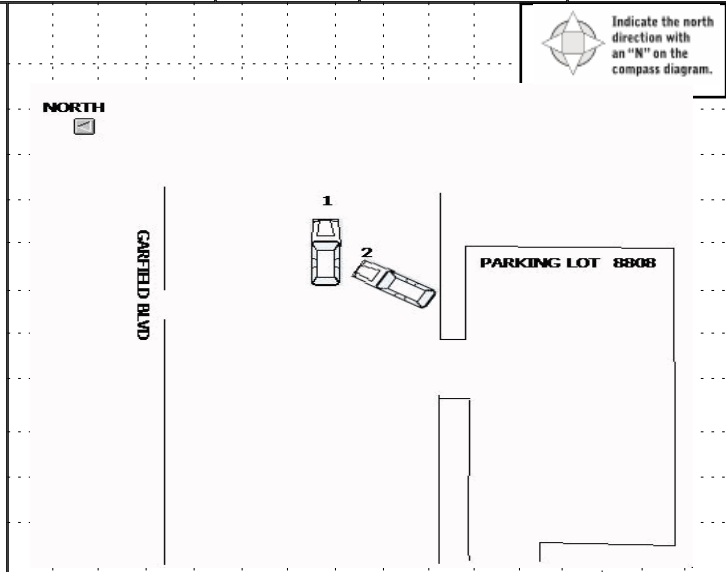 Indicate the north
direction with
an “N” on the
compass diagram.
NORTH
1
2
GARFIELD BLVD
PARKING LOT 8808